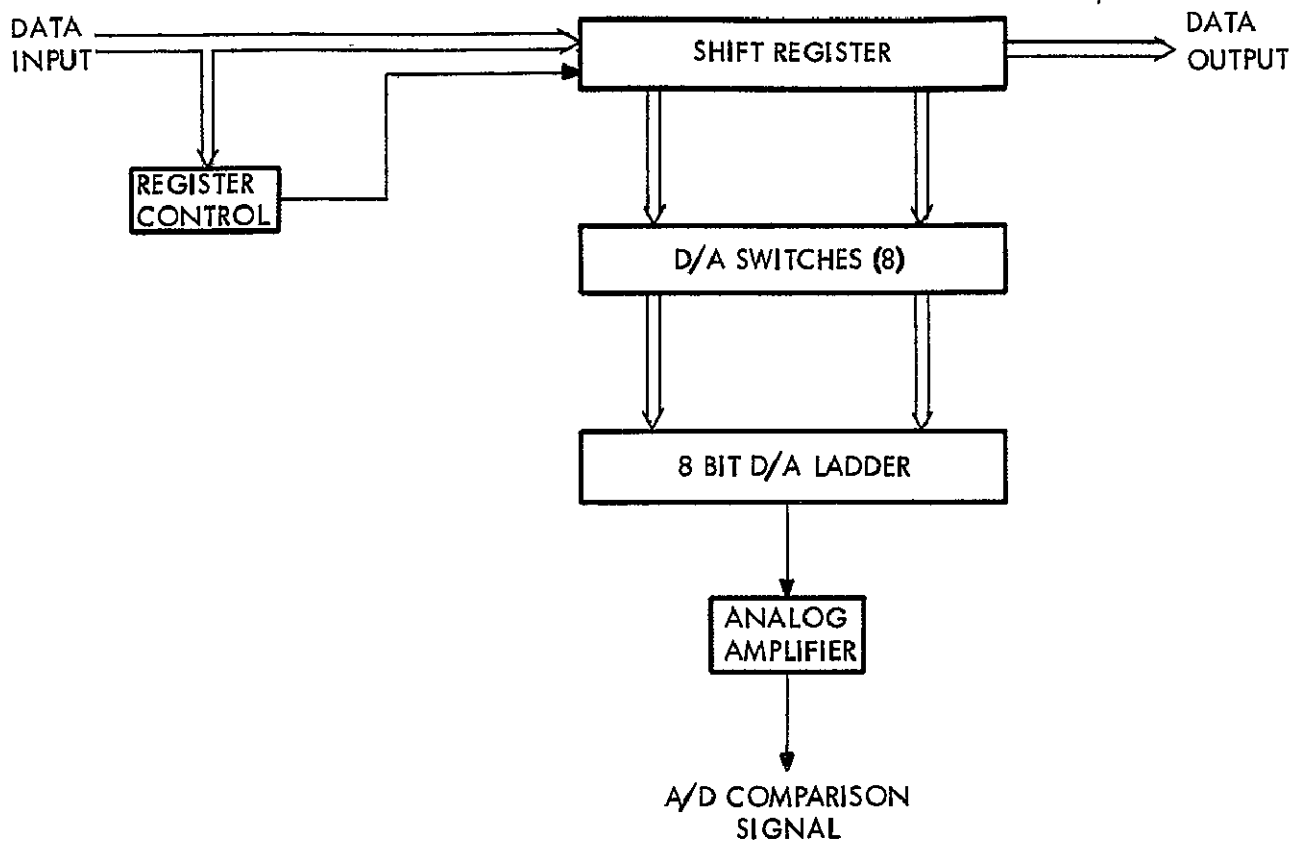 DATA
INPUT
SHIFT REGISTER
DATA
OUTPUT
REGISTER
CONTROL
D/A SWITCHES (8)
8 BIT D/A LADDER
ANALOG
AMPLIFIER
A/D COMPARISON
SIGNAL